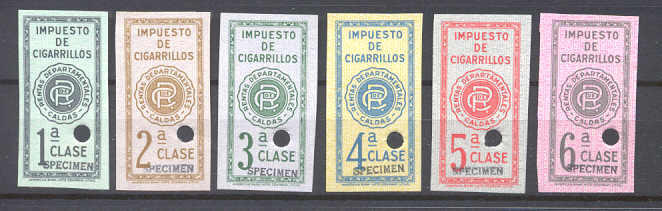 IMPUESTO
DE
CIGARRILLOS
RENTAS DEPARTAMENTALES
CALDAS
1ª
CLASE
SPECIMEN
IMPUESTO
DE
CIGARRILLOS
RENTAS DEPARTAMENTALES
CALDAS
2ª
CLASE
SPECIMEN
IMPUESTO
DE
CIGARRILLOS
RENTAS DEPARTAMENTALES
CALDAS
3ª
CLASE
SPECIMEN
IMPUESTO
DE
CIGARRILLOS
RENTAS DEPARTAMENTALES
CALDAS
4ª
CLASE
SPECIMEN
IMPUESTO
DE
CIGARRILLOS
RENTAS DEPARTAMENTALES
CALDAS
5ª
CLASE
SPECIMEN
IMPUESTO
DE
CIGARRILLOS
RENTAS DEPARTAMENTALES
CALDAS
6ª
CLASE
SPECIMEN